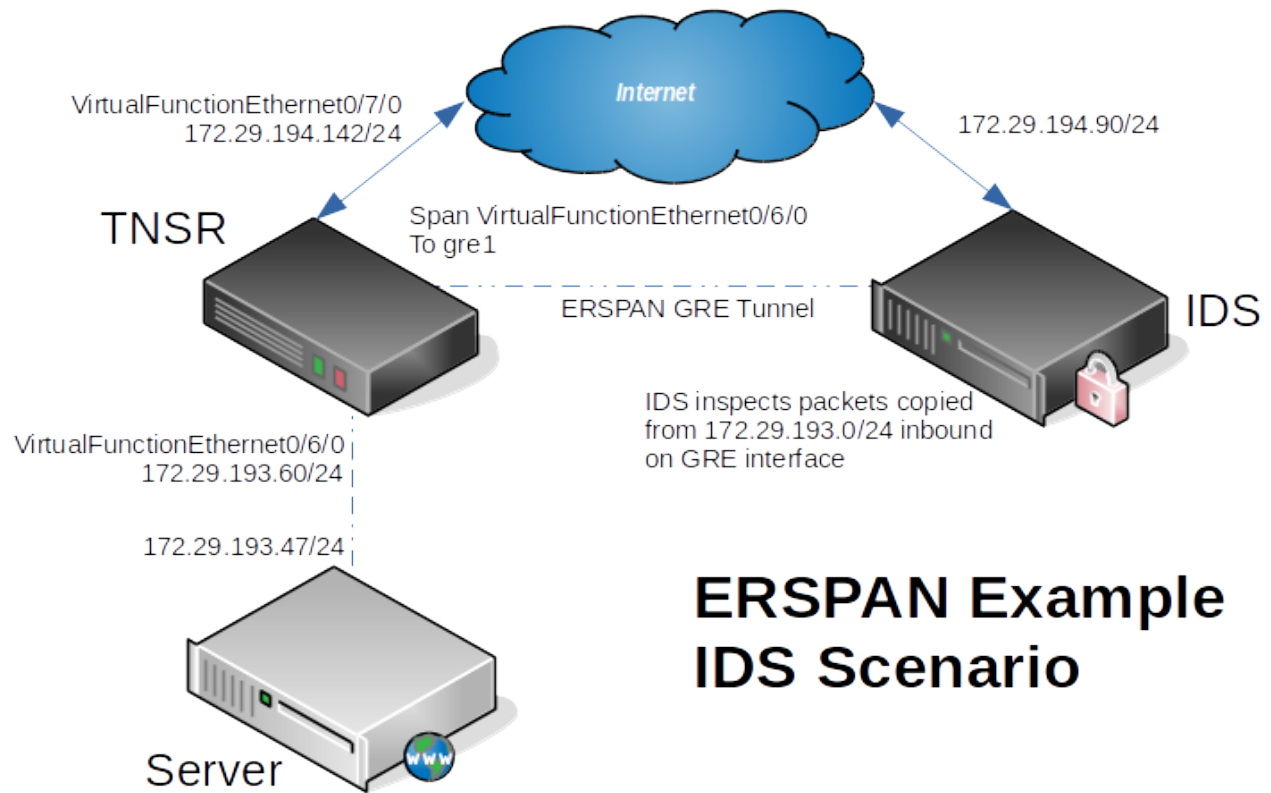 Internet
VirtualFunctionEthernet0/7/0
172.29.194.142/24
172.29.194.90/24
TNSR
Span VirtualFunctionEthernet0/6/0
To gre1
ERSPAN GRE Tunnel
IDS
IDS inspects packets copied
from 172.29.193.0/24 inbound
on GRE interface
VirtualFunctionEthernet0/6/0
172.29.193.60/24
172.29.193.47/24
ERSPAN Example
IDS Scenario
www
Server